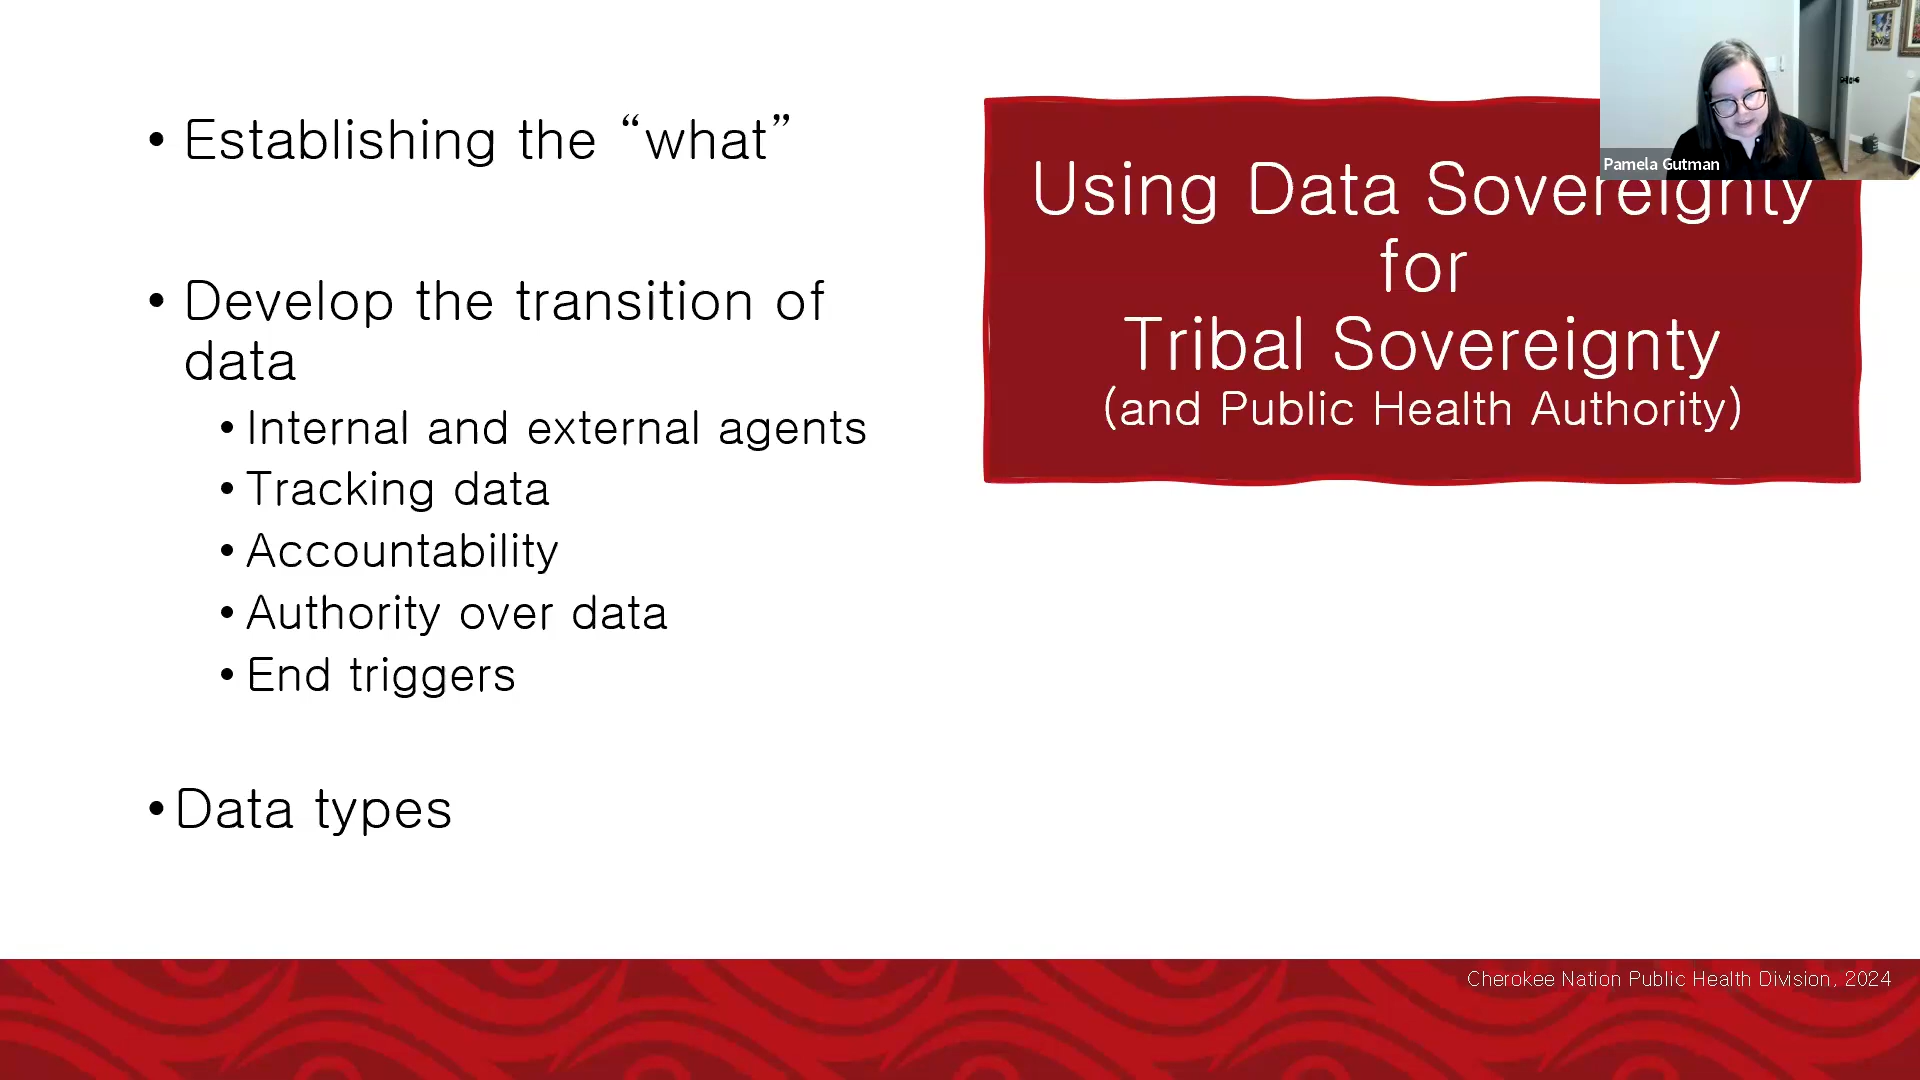 • Establishing the “what”
• Develop the transition of
data
• Internal and external agents
• Tracking data
• Accountability
• Authority over data
• End triggers
• Data types
Using Data Sovereignty
for
Tribal Sovereignty
(and Public Health Authority)
Pamela Gutman
Cherokee Nation Public Health Division, 2024